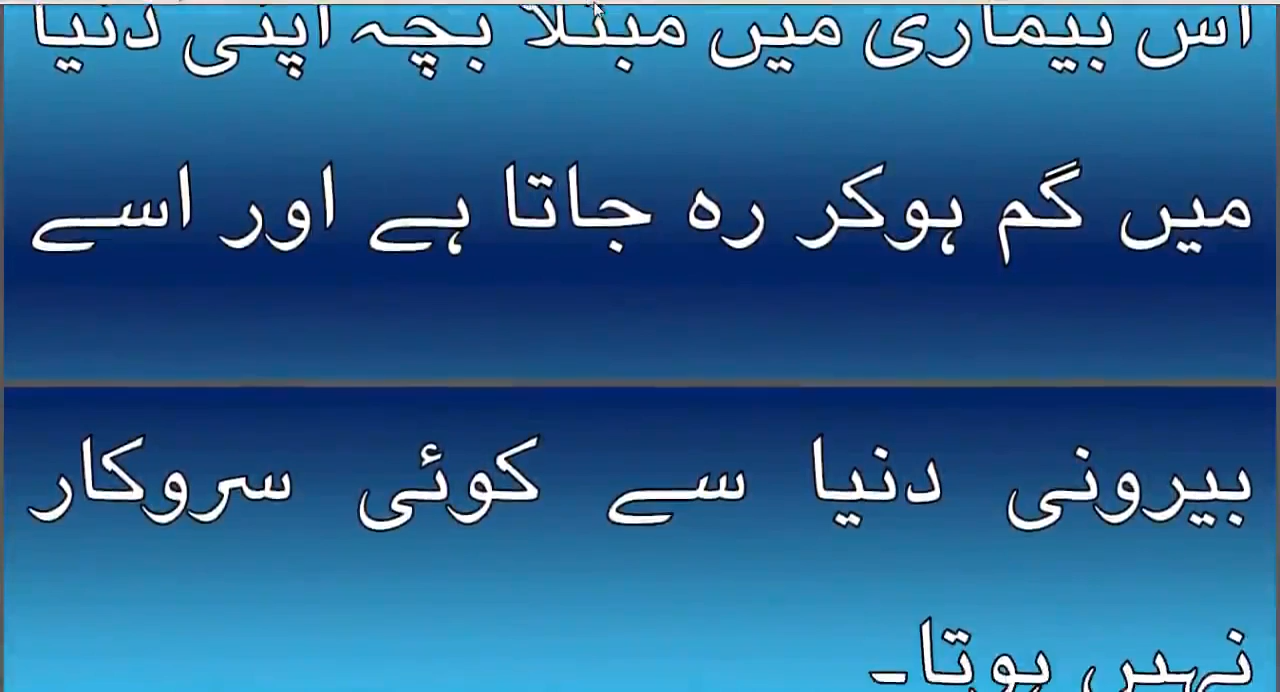 اس بیماری میں مبتلا بچہ اپنی دنیا
میں گم ہوکر رہ جاتا ہے اور اسے
بیرونی دنیا سے کوئی سروکار
نہیں ہوتا۔